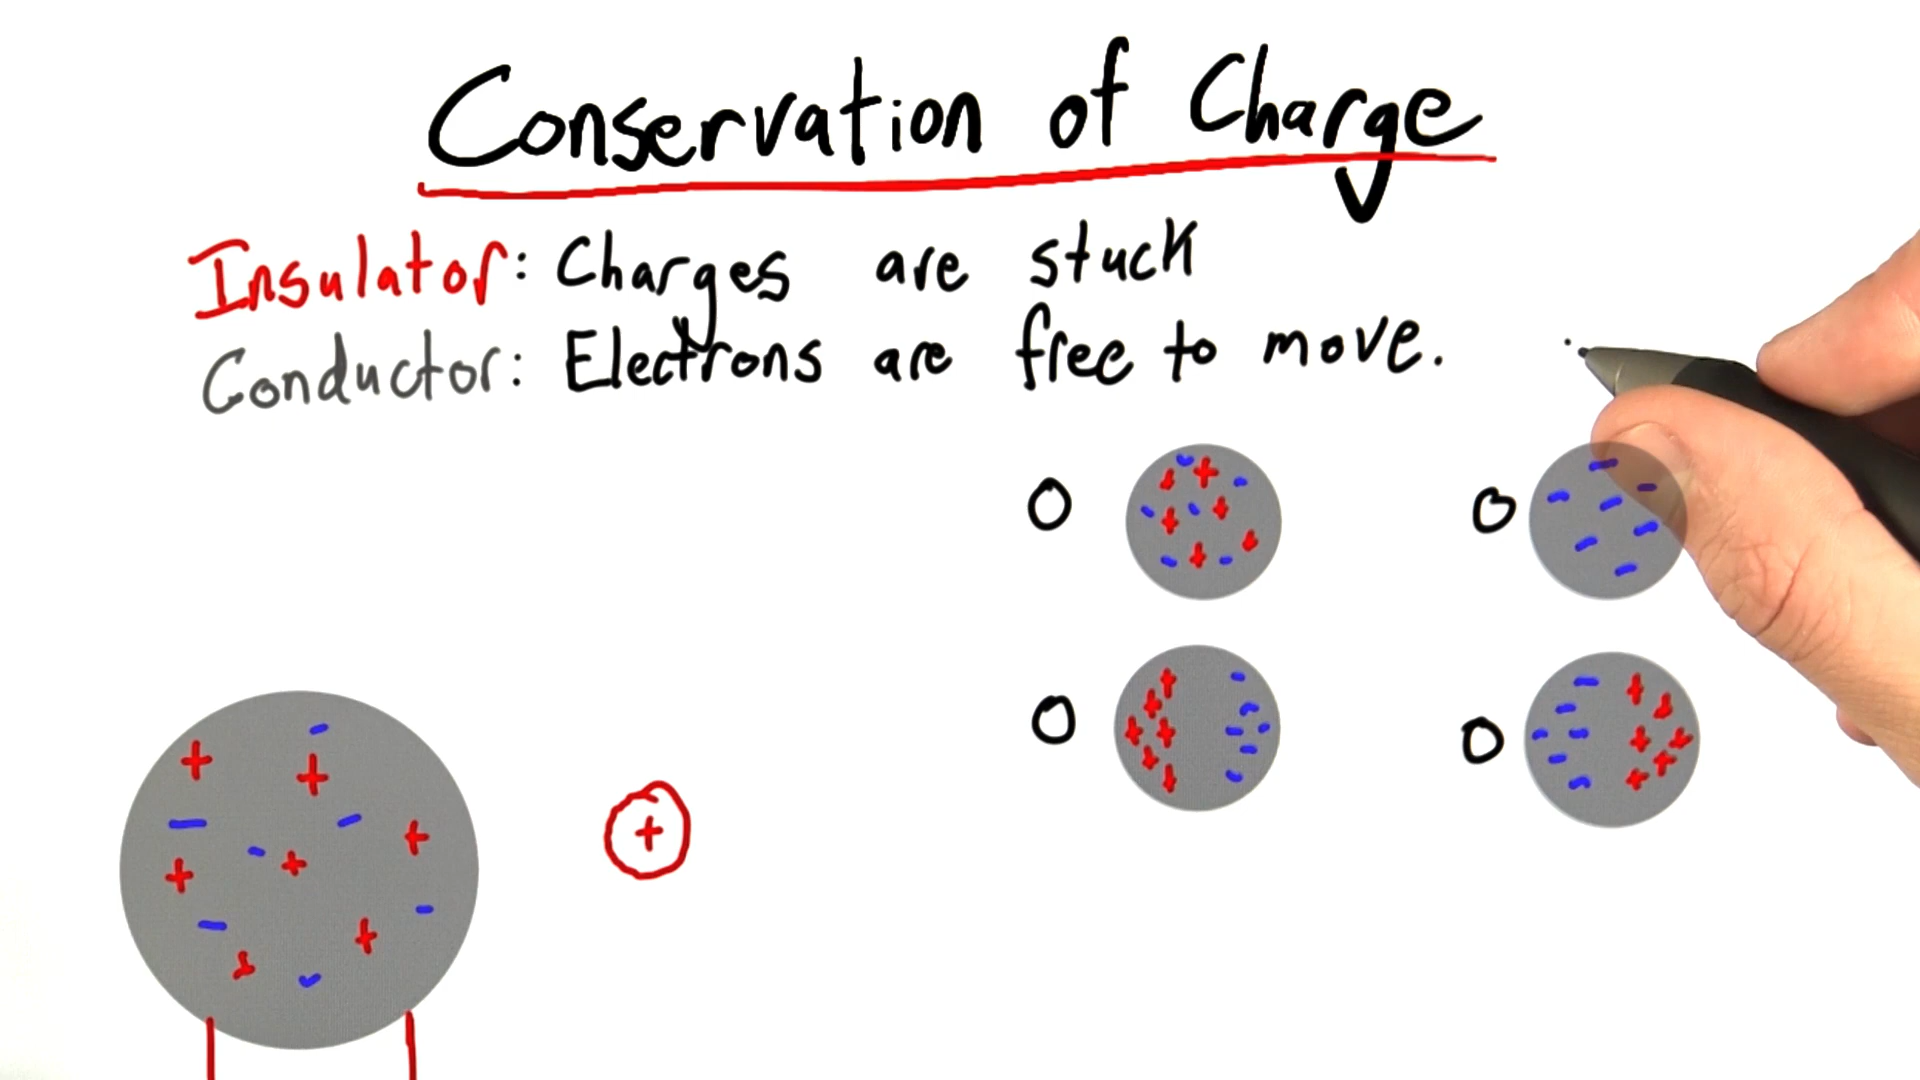 Conservation of Charge
Insulator: Charges are stuck
Conductor: Electrons are free to move.